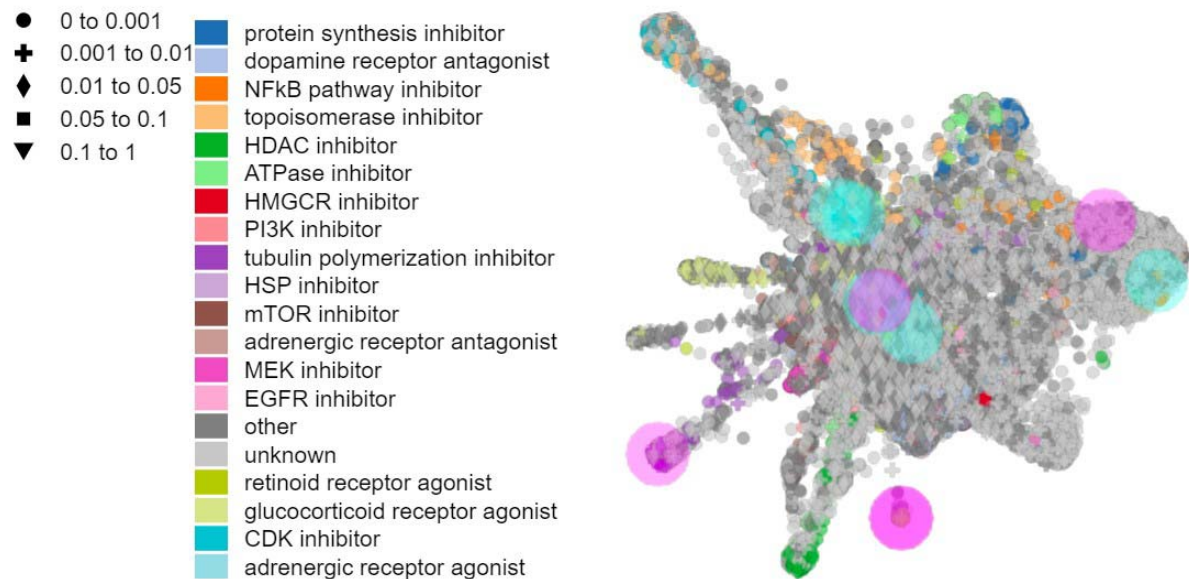 0 to 0.001
0.001 to 0.01
0.01 to 0.05
0.05 to 0.1
0.1 to 1
protein synthesis inhibitor
dopamine receptor antagonist
NFkB pathway inhibitor
topoisomerase inhibitor
HDAC inhibitor
ATPase inhibitor
HMGCR inhibitor
PI3K inhibitor
tubulin polymerization inhibitor
HSP inhibitor
mTOR inhibitor
adrenergic receptor antagonist
MEK inhibitor
EGFR inhibitor
other
unknown
retinoid receptor agonist
glucocorticoid receptor agonist
CDK inhibitor
adrenergic receptor agonist